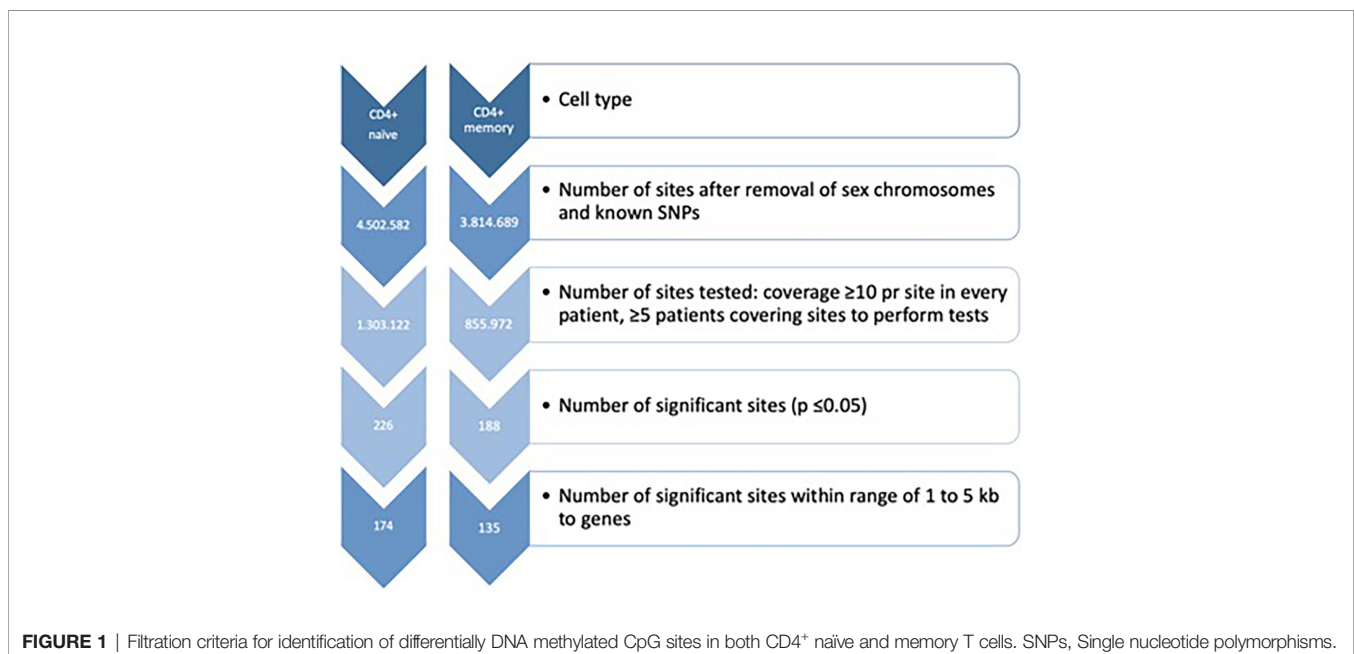 CD4+
naïve
CD4+
memory
• Cell type
4.502.582
3.814.689
• Number of sites after removal of sex chromosomes
and known SNPs
1.303.122
855.972
• Number of sites tested: coverage ≥10 pr site in every
patient, ≥5 patients covering sites to perform tests
226
188
• Number of significant sites (p ≤0.05)
174
135
• Number of significant sites within range of 1 to 5 kb
to genes
FIGURE 1 | Filtration criteria for identification of differentially DNA methylated CpG sites in both CD4⁺ naïve and memory T cells. SNPs, Single nucleotide polymorphisms.